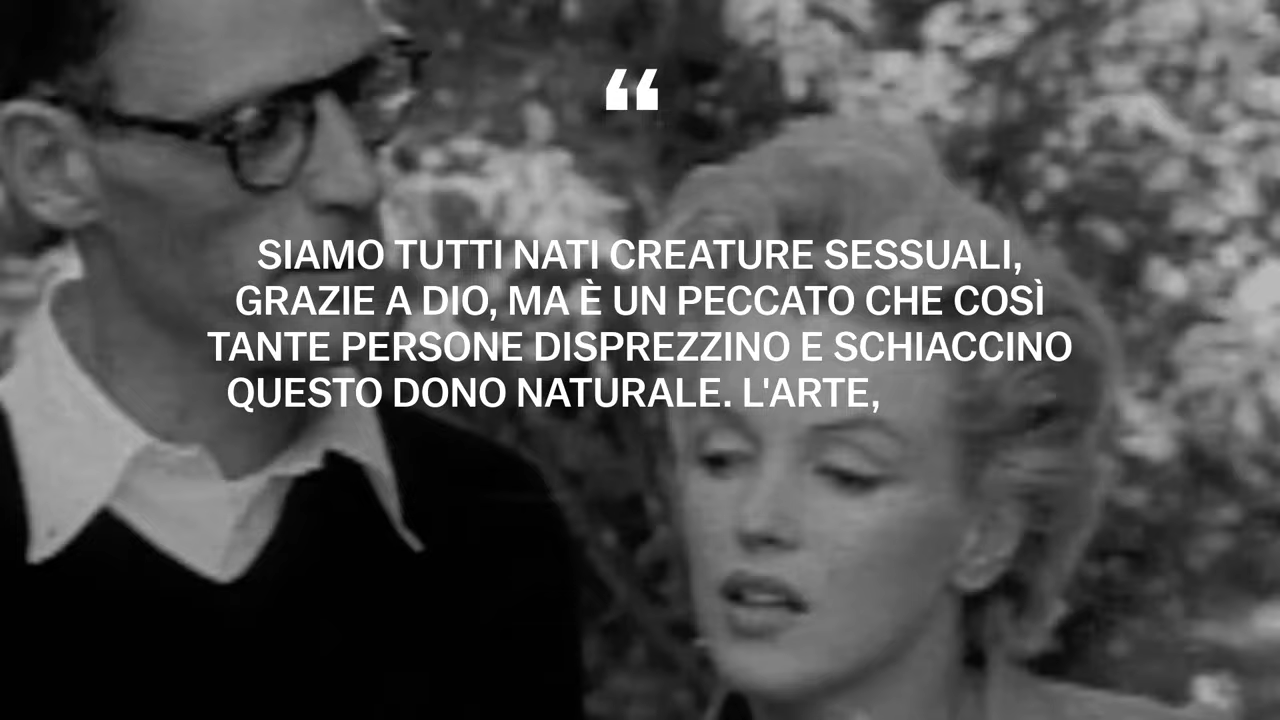 “
SIAMO TUTTI NATI CREATURE SESSUALI,
GRAZIE A DIO, MA È UN PECCATO CHE COSÌ
TANTE PERSONE DISPREZZINO E SCHIACCINO
QUESTO DONO NATURALE. L'ARTE,